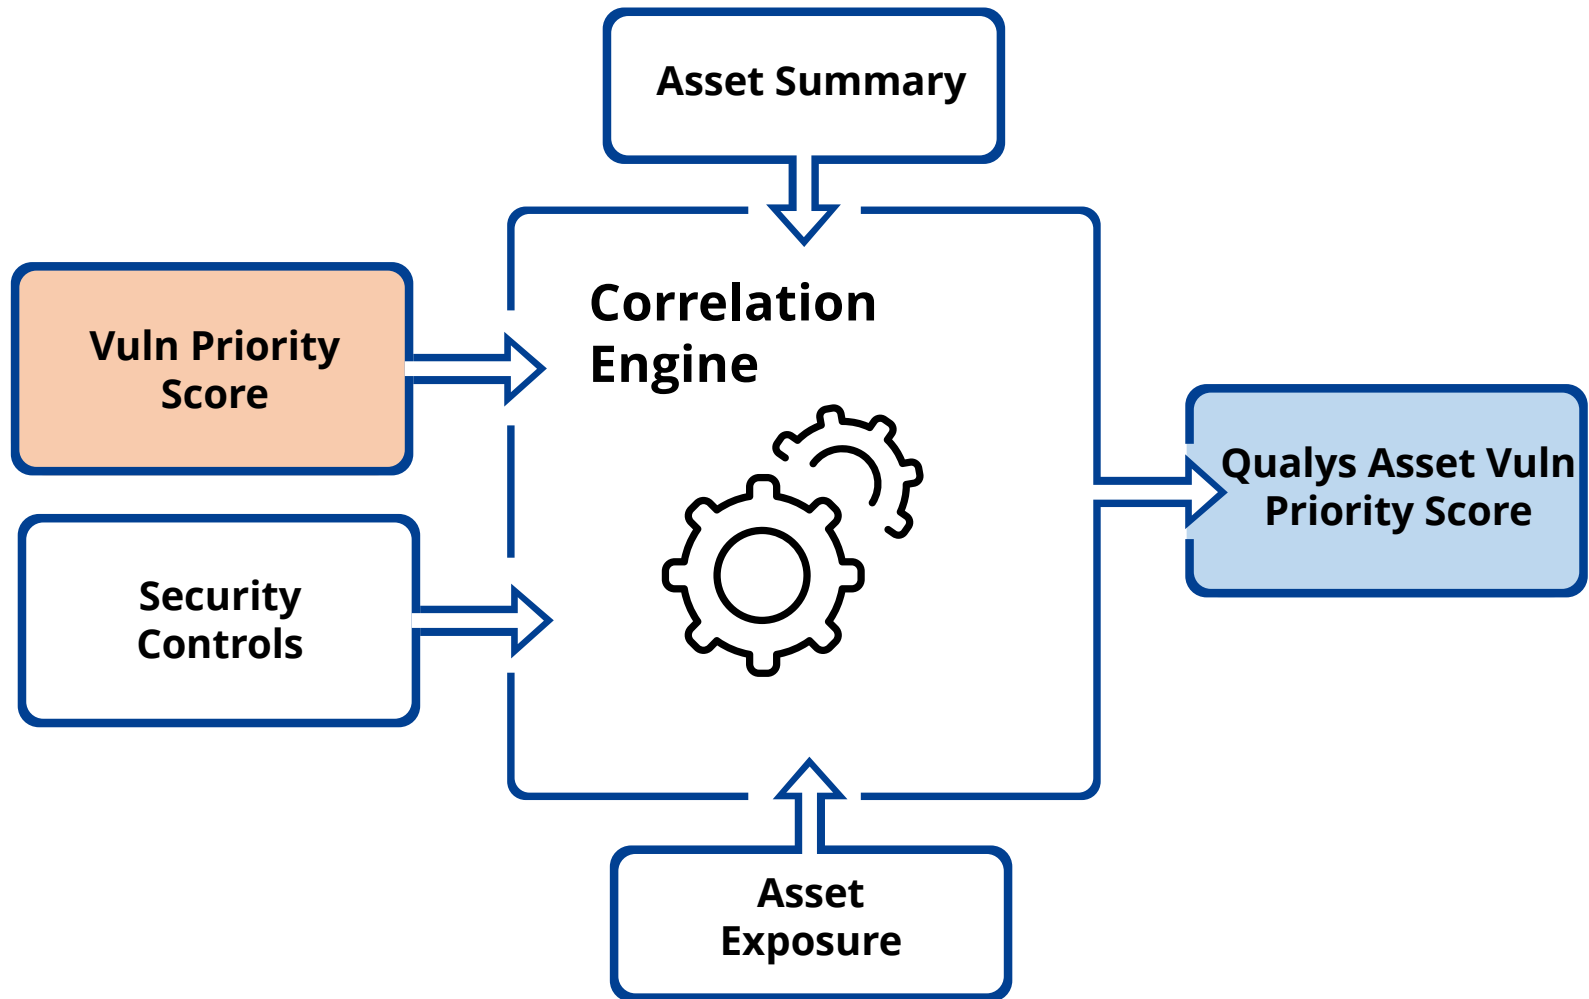 Asset Summary
Correlation
Engine
Vuln Priority
Score
Security
Controls
Qualys Asset Vuln
Priority Score
Asset
Exposure